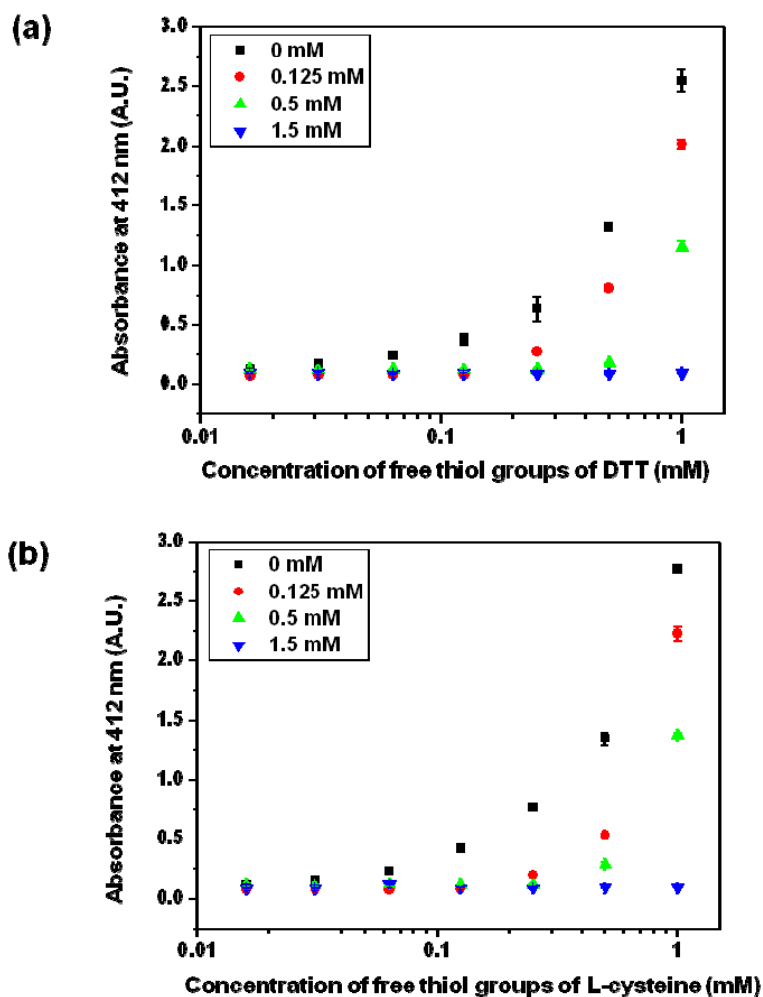 (a)
3.0
2.5
2.0
1.5
1.0
0.5
0.0
Absorbance at 412 nm (A.U.)
0 mM
0.125 mM
0.5 mM
1.5 mM
0.01
0.1
1
Concentration of free thiol groups of DTT (mM)
(b)
3.0
2.5
2.0
1.5
1.0
0.5
0.0
Absorbance at 412 nm (A.U.)
0 mM
0.125 mM
0.5 mM
1.5 mM
0.01
0.1
1
Concentration of free thiol groups of L-cysteine (mM)